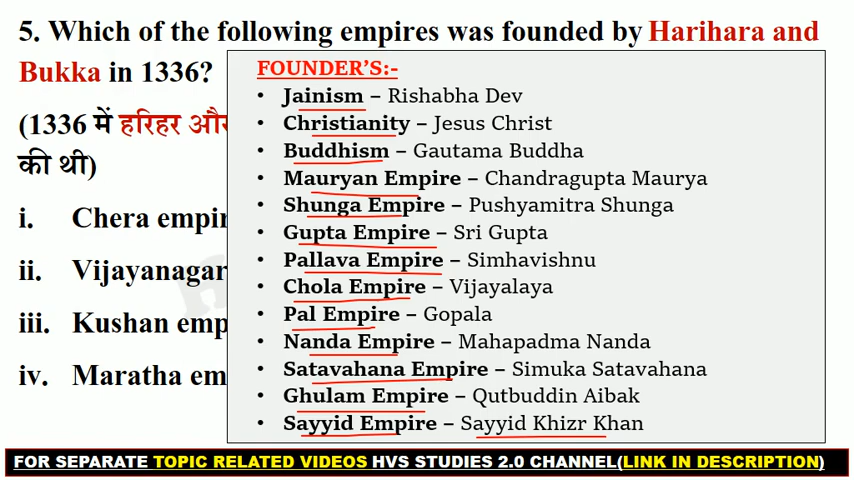 5. Which of the following empires was founded by Harihara and
Bukka in 1336?
(1336 में हरिहर और
की थी)
i. Chera empir
ii. Vijayanagar
iii. Kushan emp
iv. Maratha em
FOUNDER'S:-
• Jainism – Rishabha Dev
• Christianity – Jesus Christ
• Buddhism – Gautama Buddha
• Mauryan Empire – Chandragupta Maurya
• Shunga Empire – Pushyamitra Shunga
• Gupta Empire – Sri Gupta
• Pallava Empire – Simhavishnu
• Chola Empire – Vijayalaya
• Pal Empire – Gopala
• Nanda Empire – Mahapadma Nanda
• Satavahana Empire – Simuka Satavahana
• Ghulam Empire – Qutbuddin Aibak
• Sayyid Empire – Sayyid Khizr Khan
FOR SEPARATE TOPIC RELATED VIDEOS HVS STUDIES 2.0 CHANNEL(LINK IN DESCRIPTION)